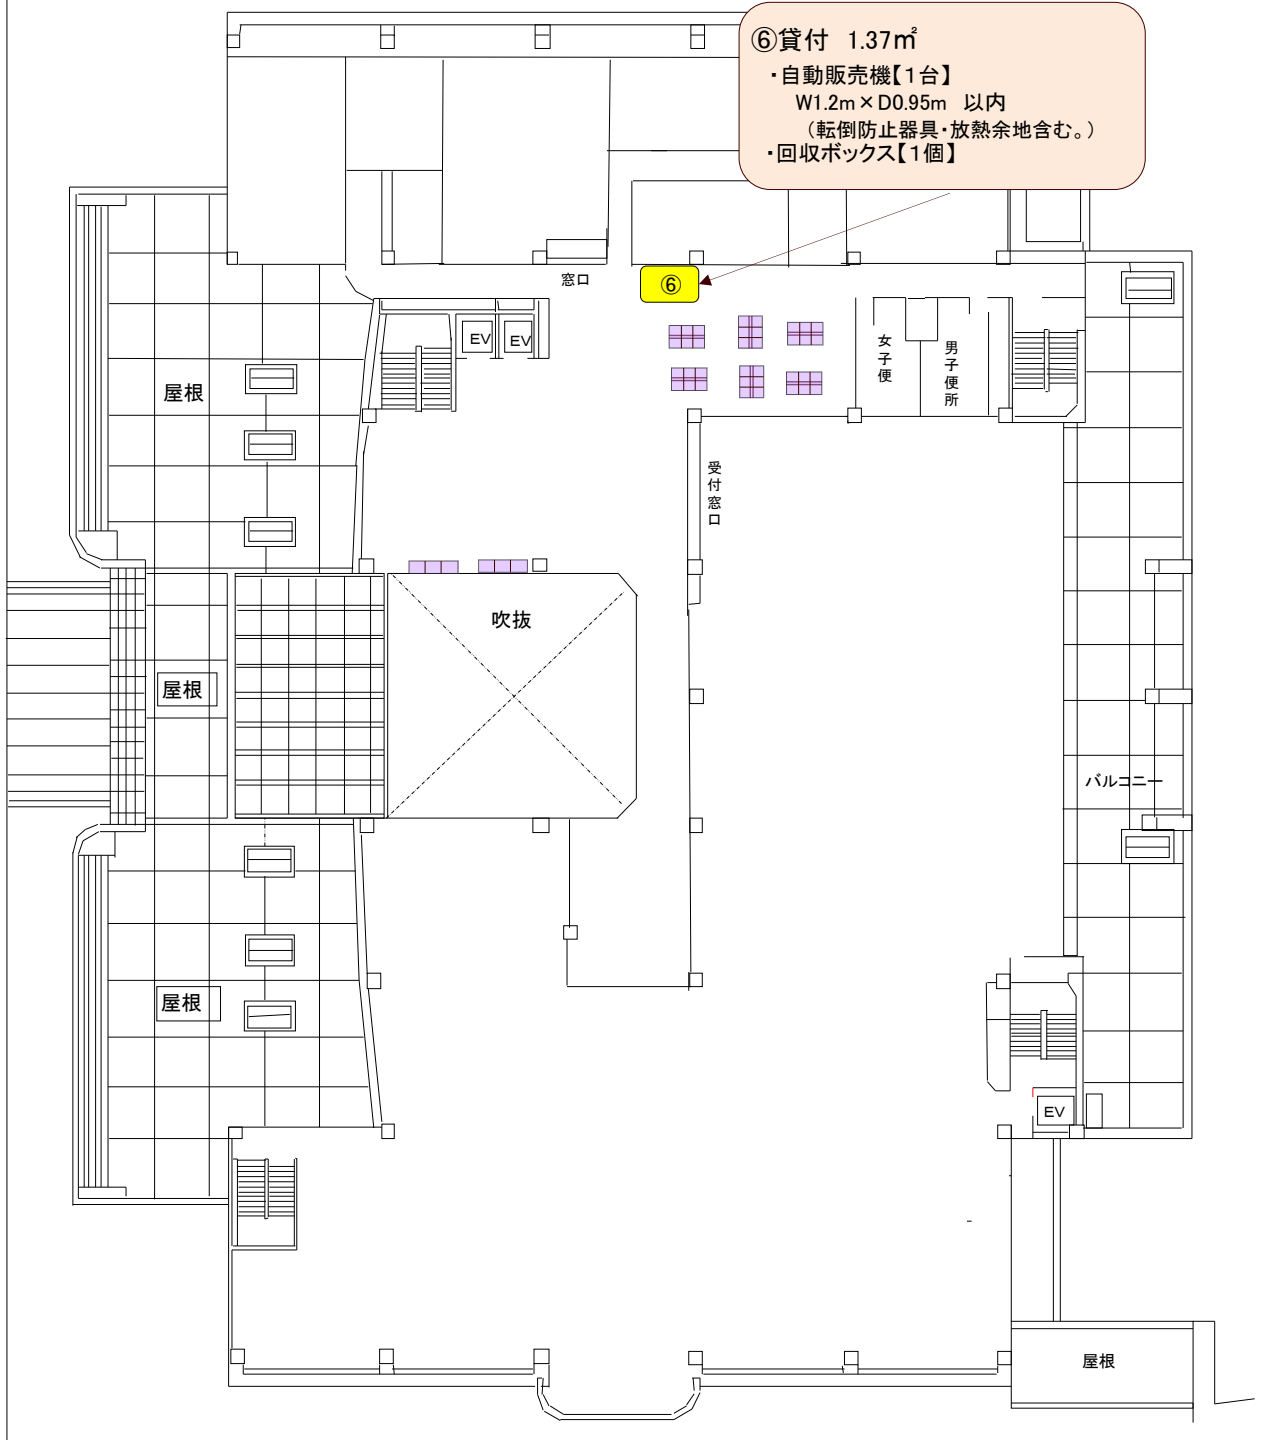 ⑥貸付 1.37㎡
・自動販売機【１台】
W1.2m×D0.95m 以内
（転倒防止器具・放熱余地含む。）
・回収ボックス【１個】
窓口
⑥
EV
EV
女子便
男子便所
屋根
受付窓口
吹抜
屋根
バルコニー
屋根
EV
屋根